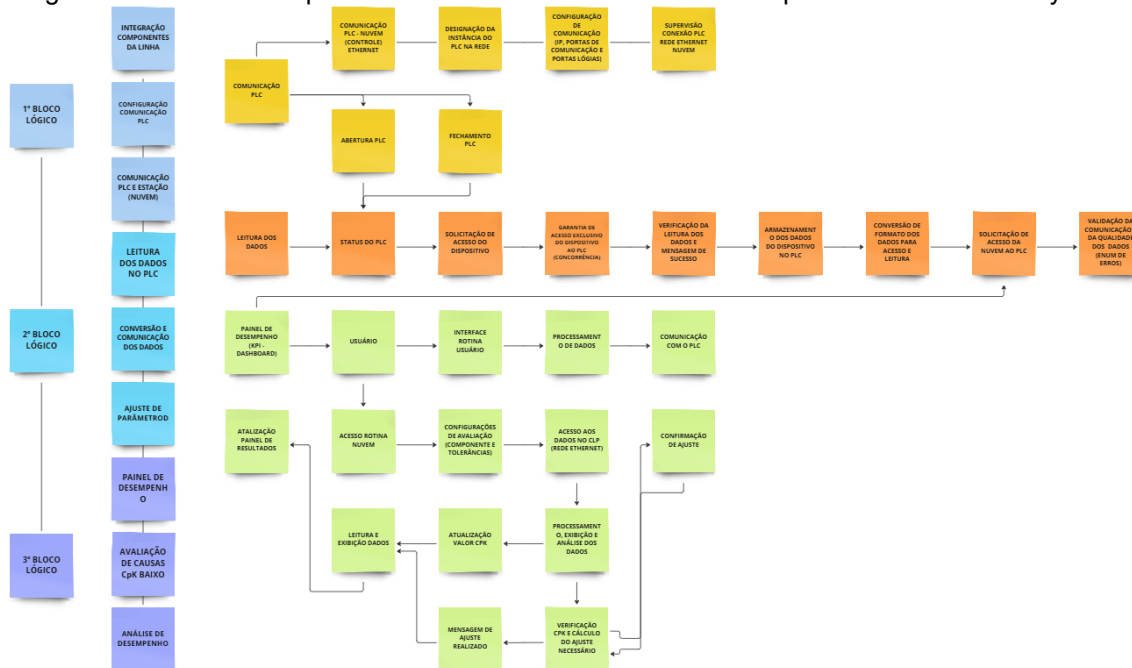 INTEGRAÇÃO
COMPONENTES
DA LINHA
COMUNICAÇÃO
PLC - NUVEM
(CONTROLE)
ETHERNET
DESIGNAÇÃO DA
INSTÂNCIA DO
PLC NA REDE
CONFIGURAÇÃO
DE
COMUNICAÇÃO
(IP, PORTAS DE
COMUNICAÇÃO E
PORTAS LÓGIAS)
SUPERVISÃO
CONEXÃO PLC
REDE ETHERNET
NUVEM
1° BLOCO
LÓGICO
CONFIGURAÇÃO
COMUNICAÇÃO
PLC
COMUNICAÇÃO
PLC
ABERTURA PLC
FECHAMENTO
PLC
COMUNICAÇÃO
PLC E ESTAÇÃO
(NUVEM)
LEITURA
DOS DADOS
NO PLC
LEITURA DOS
DADOS
STATUS DO PLC
SOLICITAÇÃO DE
ACESSO DO
DISPOSITIVO
GARANTIA DE
ACESSO EXCLUSIVO
DO DISPOSITIVO
AO PLC
(CONCORRÊNCIA)
VERIFICAÇÃO DA
LEITURA DOS
DADOS E
MENSAGEM DE
SUCESSO
ARMAZENAMENT
O DOS DADOS
DO DISPOSITIVO
NO PLC
CONVERSÃO DE
FORMATO DOS
DADOS PARA
ACESSO E
LEITURA
SOLICITAÇÃO DE
ACESSO DA
NUVEM AO PLC
VALIDAÇÃO DA
COMUNICAÇÃO
DA QUALIDADE
DOS DADOS
(ENUM DE
ERROS)
2° BLOCO
LÓGICO
CONVERSÃO E
COMUNICAÇÃO
DOS DADOS
PAINEL DE
DESEMPENHO
(KPI -
DASHBOARD)
USUÁRIO
INTERFACE
ROTINA
USUÁRIO
PROCESSAMENT
O DE DADOS
COMUNICAÇÃO
COM O PLC
AJUSTE DE
PARÂMETROD
ATALIZAÇÃO
PAINEL DE
RESULTADOS
ACESSO ROTINA
NUVEM
CONFIGURAÇÕES
DE AVALIAÇÃO
(COMPONENTE E
TOLERÂNCIAS)
ACESSO AOS
DADOS NO CLP
(REDE ETHERNET)
CONFIRMAÇÃO
DE AJUSTE
PAINEL DE
DESEMPENH
O
3° BLOCO
LÓGICO
AVALIAÇÃO
DE CAUSAS
CpK BAIXO
LEITURA E
EXIBIÇÃO DADOS
ATUALIZAÇÃO
VALOR CPK
PROCESSAMENT
O, EXIBIÇÃO E
ANÁLISE DOS
DADOS
ANÁLISE DE
DESEMPENHO
MENSAGEM DE
AJUSTE
REALIZADO
VERIFICAÇÃO
CPK E CÁLCULO
DO AJUSTE
NECESSÁRIO